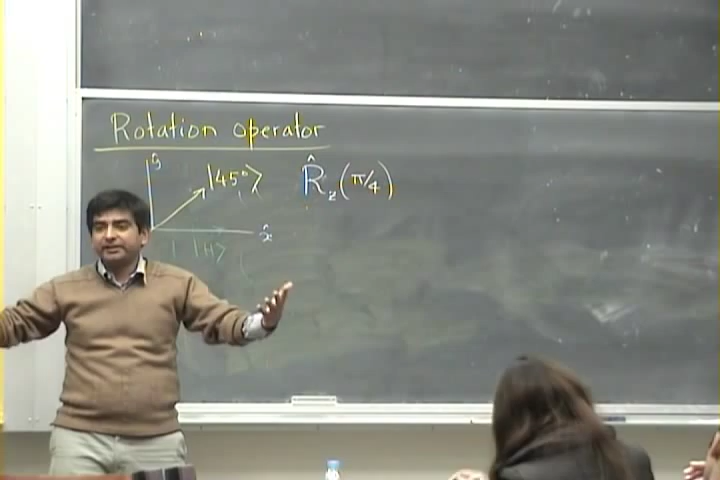 Rotation operator
ŷ
|45°⟩ R̂z(π/4)
x̂
|H⟩